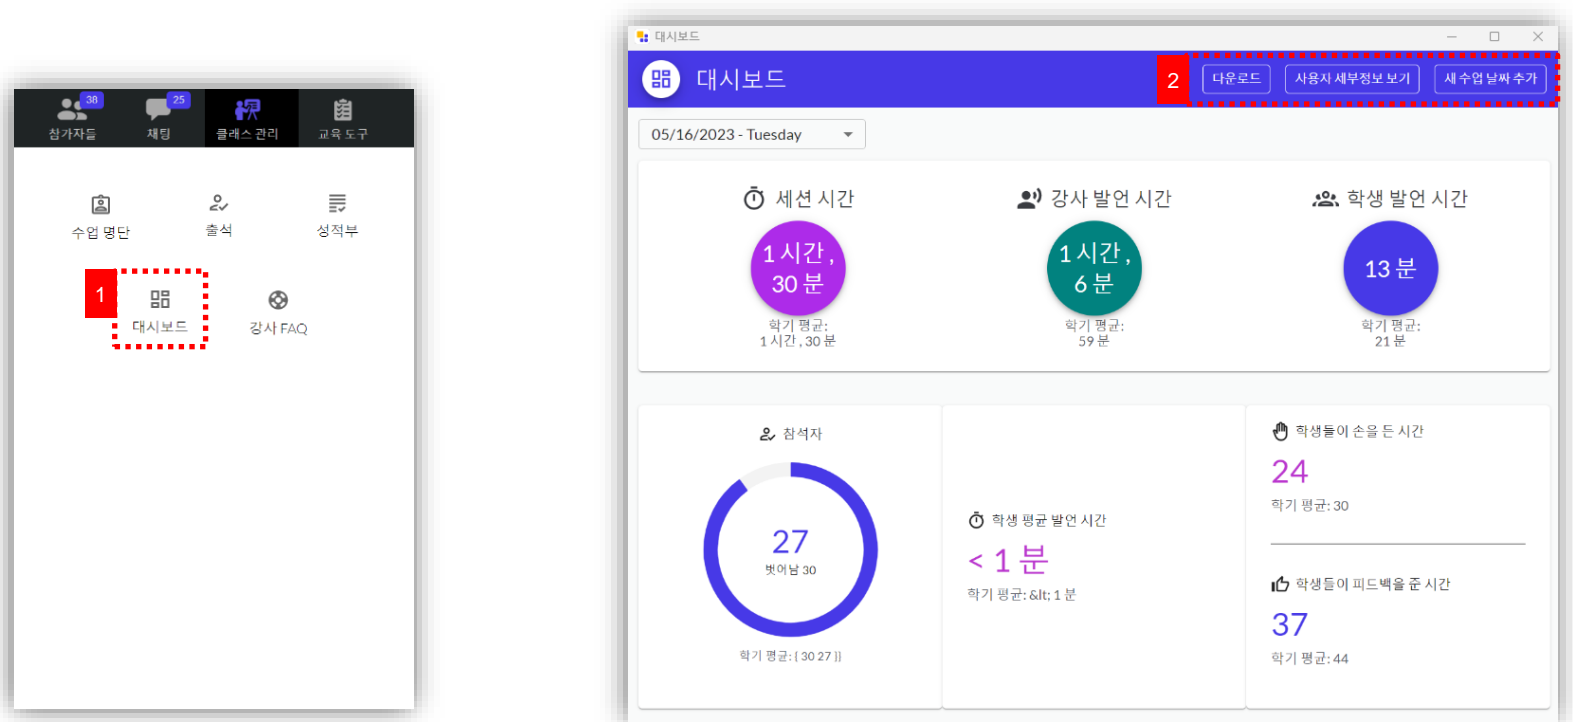 38
25
참가자들
채팅
클래스 관리
교육 도구
수업 명단
출석
성적부
1
대시보드
강사 FAQ
대시보드
대시보드
2
다운로드
사용자 세부정보 보기
새 수업 날짜 추가
05/16/2023 - Tuesday
세션 시간
1 시간 ,
30 분
학기 평균:
1 시간 , 30 분
강사 발언 시간
1 시간 ,
6 분
학기 평균:
59 분
학생 발언 시간
13 분
학기 평균:
21 분
참석자
27
벗어남 30
학기 평균: { 30 27 }}
학생 평균 발언 시간
< 1 분
학기 평균: &lt; 1 분
학생들이 손을 든 시간
24
학기 평균: 30
학생들이 피드백을 준 시간
37
학기 평균: 44